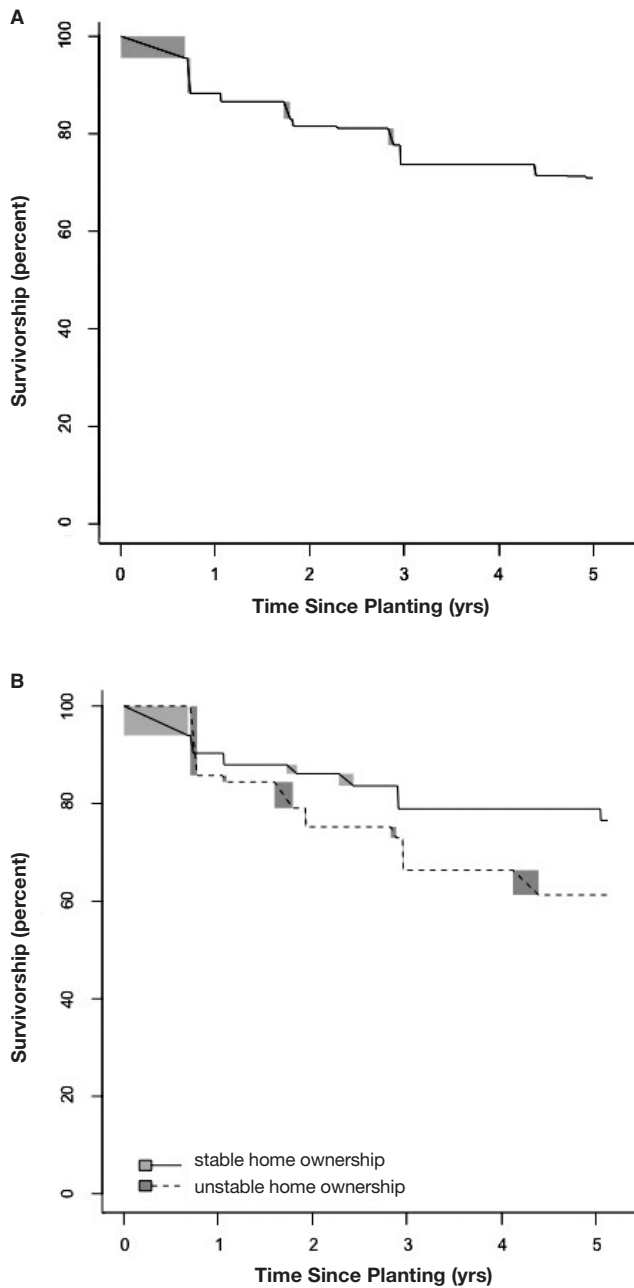 A
100
80
60
40
20
0
Survivorship (percent)
0 1 2 3 4 5
Time Since Planting (yrs)
B
100
80
60
40
20
0
Survivorship (percent)
stable home ownership
unstable home ownership
0 1 2 3 4 5
Time Since Planting (yrs)